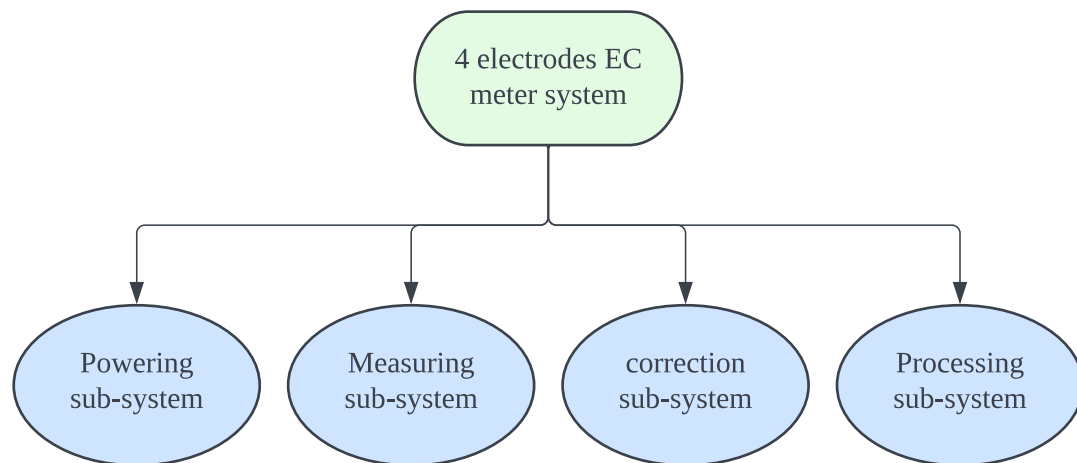 4 electrodes EC
meter system
Powering
sub-system
Measuring
sub-system
correction
sub-system
Processing
sub-system